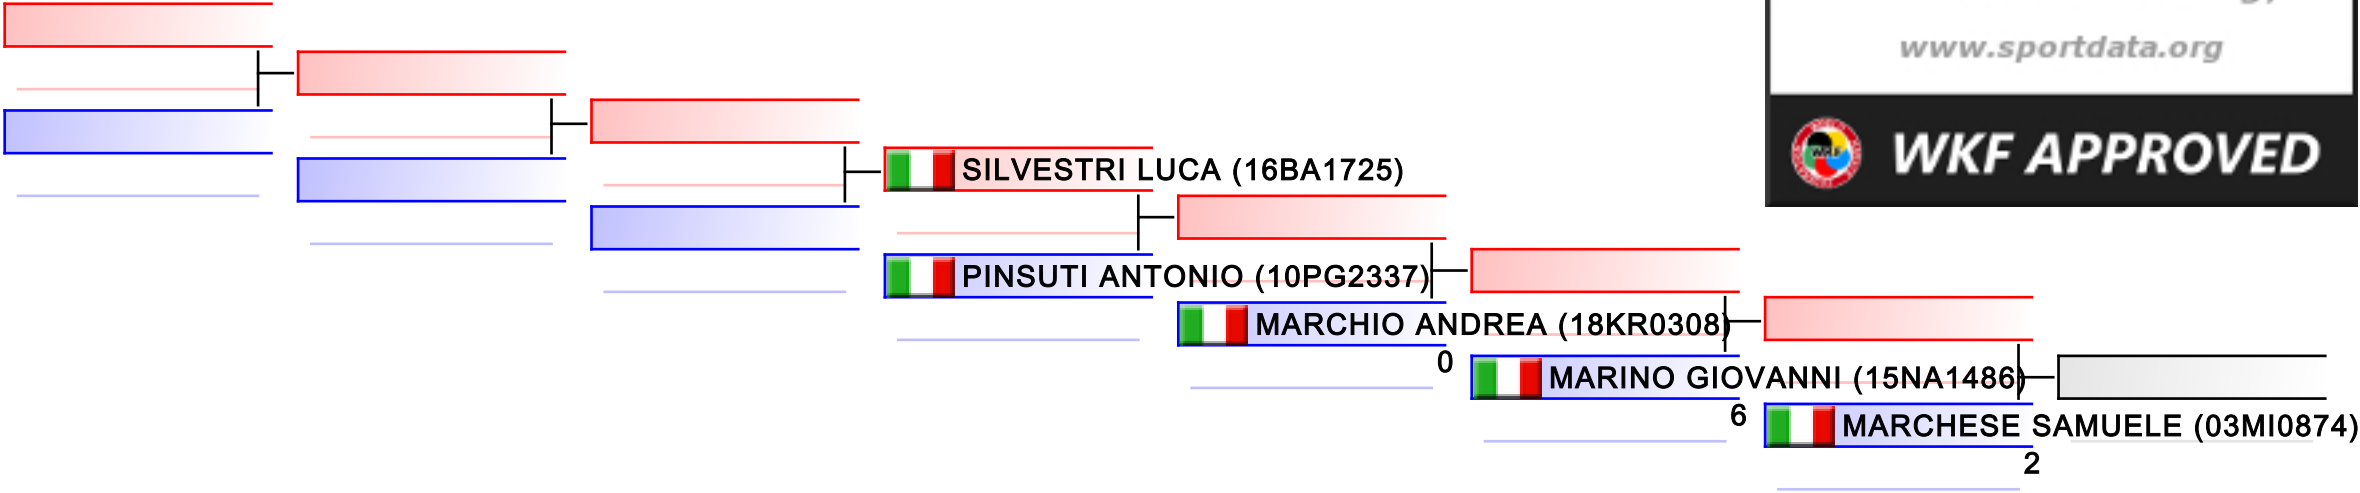 www.sportdata.org
WKF APPROVED
SILVESTRI LUCA (16BA1725)
PINSUTI ANTONIO (10PG2337)
MARCHIO ANDREA (18KR0308)
0
MARINO GIOVANNI (15NA1486)
6
MARCHESE SAMUELE (03MI0874)
2